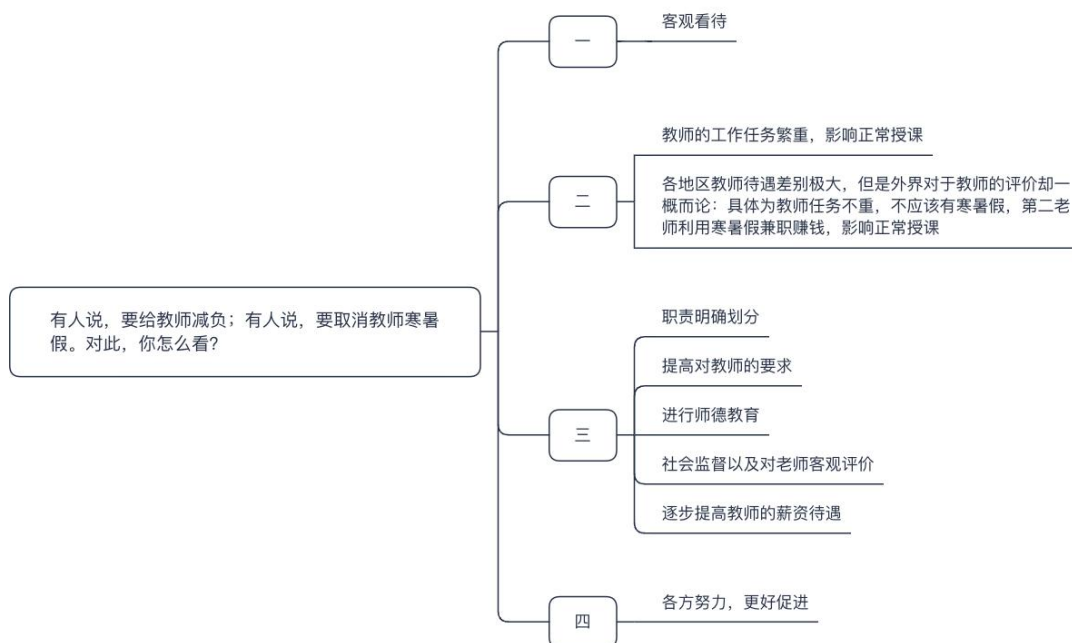 一
客观看待
教师的工作任务繁重，影响正常授课
二
各地区教师待遇差别极大，但是外界对于教师的评价却一
概而论：具体为教师任务不重，不应该有寒暑假，第二老
师利用寒暑假兼职赚钱，影响正常授课
有人说，要给教师减负；有人说，要取消教师寒暑
假。对此，你怎么看？
三
职责明确划分
提高对教师的要求
进行师德教育
社会监督以及对老师客观评价
逐步提高教师的薪资待遇
四
各方努力，更好促进